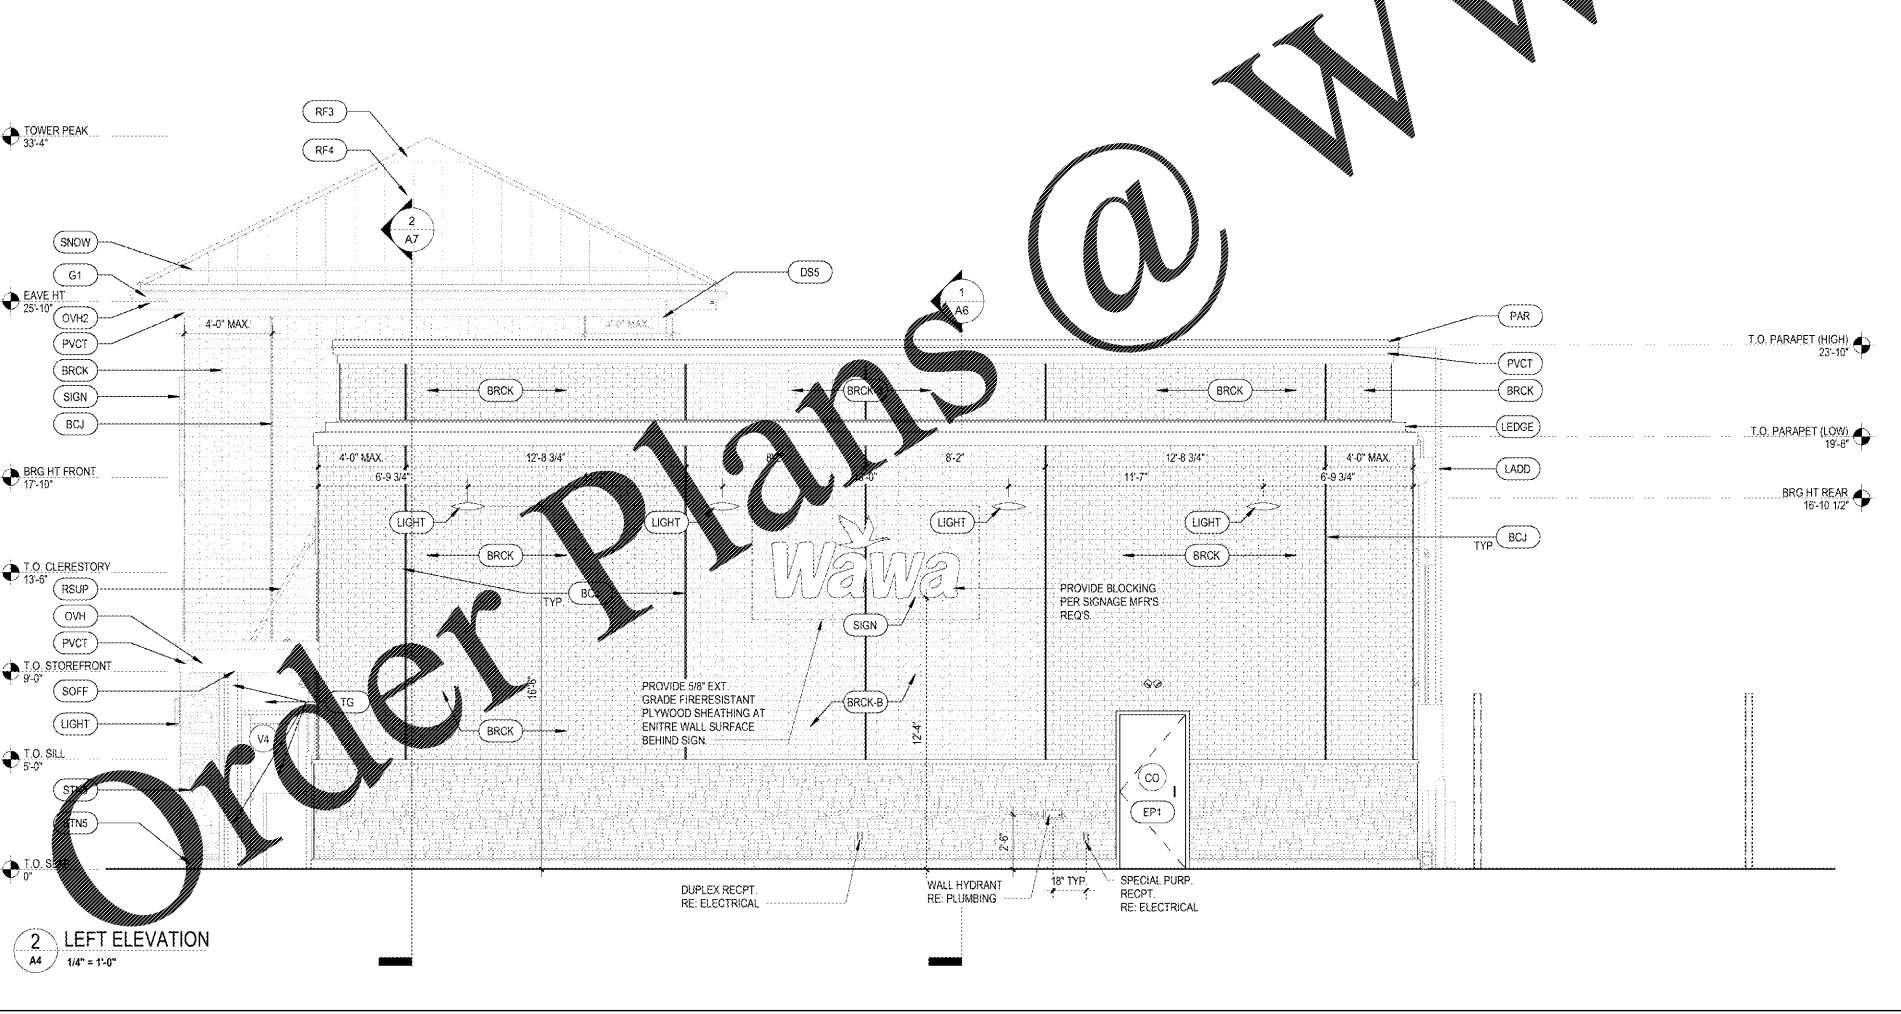 Order Plans @ WW
RF3
RF4
TOWER PEAK
33'-4"
2
A7
SNOW
G1
EAVE HT
25'-10"
OVH2
PVCT
BRCK
SIGN
BCJ
4'-0" MAX.
4'-0" MAX.
DS5
1
A6
PAR
PVCT
BRCK
LEDGE
LADD
BCJ
TYP.
T.O. PARAPET (HIGH)
23'-10"
T.O. PARAPET (LOW)
19'-8"
BRG HT REAR
16'-10 1/2"
BRCK
BRCK
BRCK
4'-0" MAX.
12'-8 3/4"
8'-2"
12'-8 3/4"
4'-0" MAX.
6'-9 3/4"
11'-7"
6'-9 3/4"
BRG HT FRONT
17'-10"
LIGHT
LIGHT
LIGHT
LIGHT
BRCK
BRCK
Wawa
T.O. CLERESTORY
13'-6"
RSUP
OVH
PVCT
T.O. STOREFRONT
9'-0"
SOFF
LIGHT
T.O. SILL
5'-0"
STN5
0"
TYP.
SIGN
PROVIDE BLOCKING
PER SIGNAGE MFR'S
REQ'S.
PROVIDE 5/8" EXT.
GRADE FIRERESISTANT
PLYWOOD SHEATHING AT
ENITRE WALL SURFACE
BEHIND SIGN.
BRCK-B
BRCK
TG
V4
12'-4"
CO
EP1
2'-6"
18" TYP.
DUPLEX RECPT.
RE: ELECTRICAL
WALL HYDRANT
RE: PLUMBING
SPECIAL PURP.
RECPT.
RE: ELECTRICAL
2
A4
LEFT ELEVATION
1/4" = 1'-0"